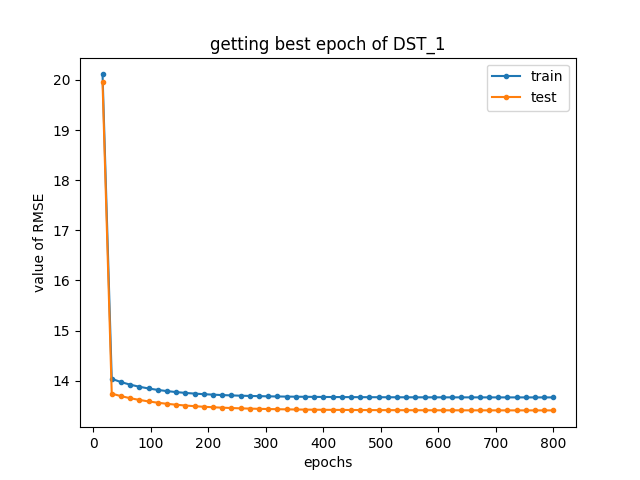 getting best epoch of DST_1
train
test
value of RMSE
20
19
18
17
16
15
14
0 100 200 300 400 500 600 700 800
epochs